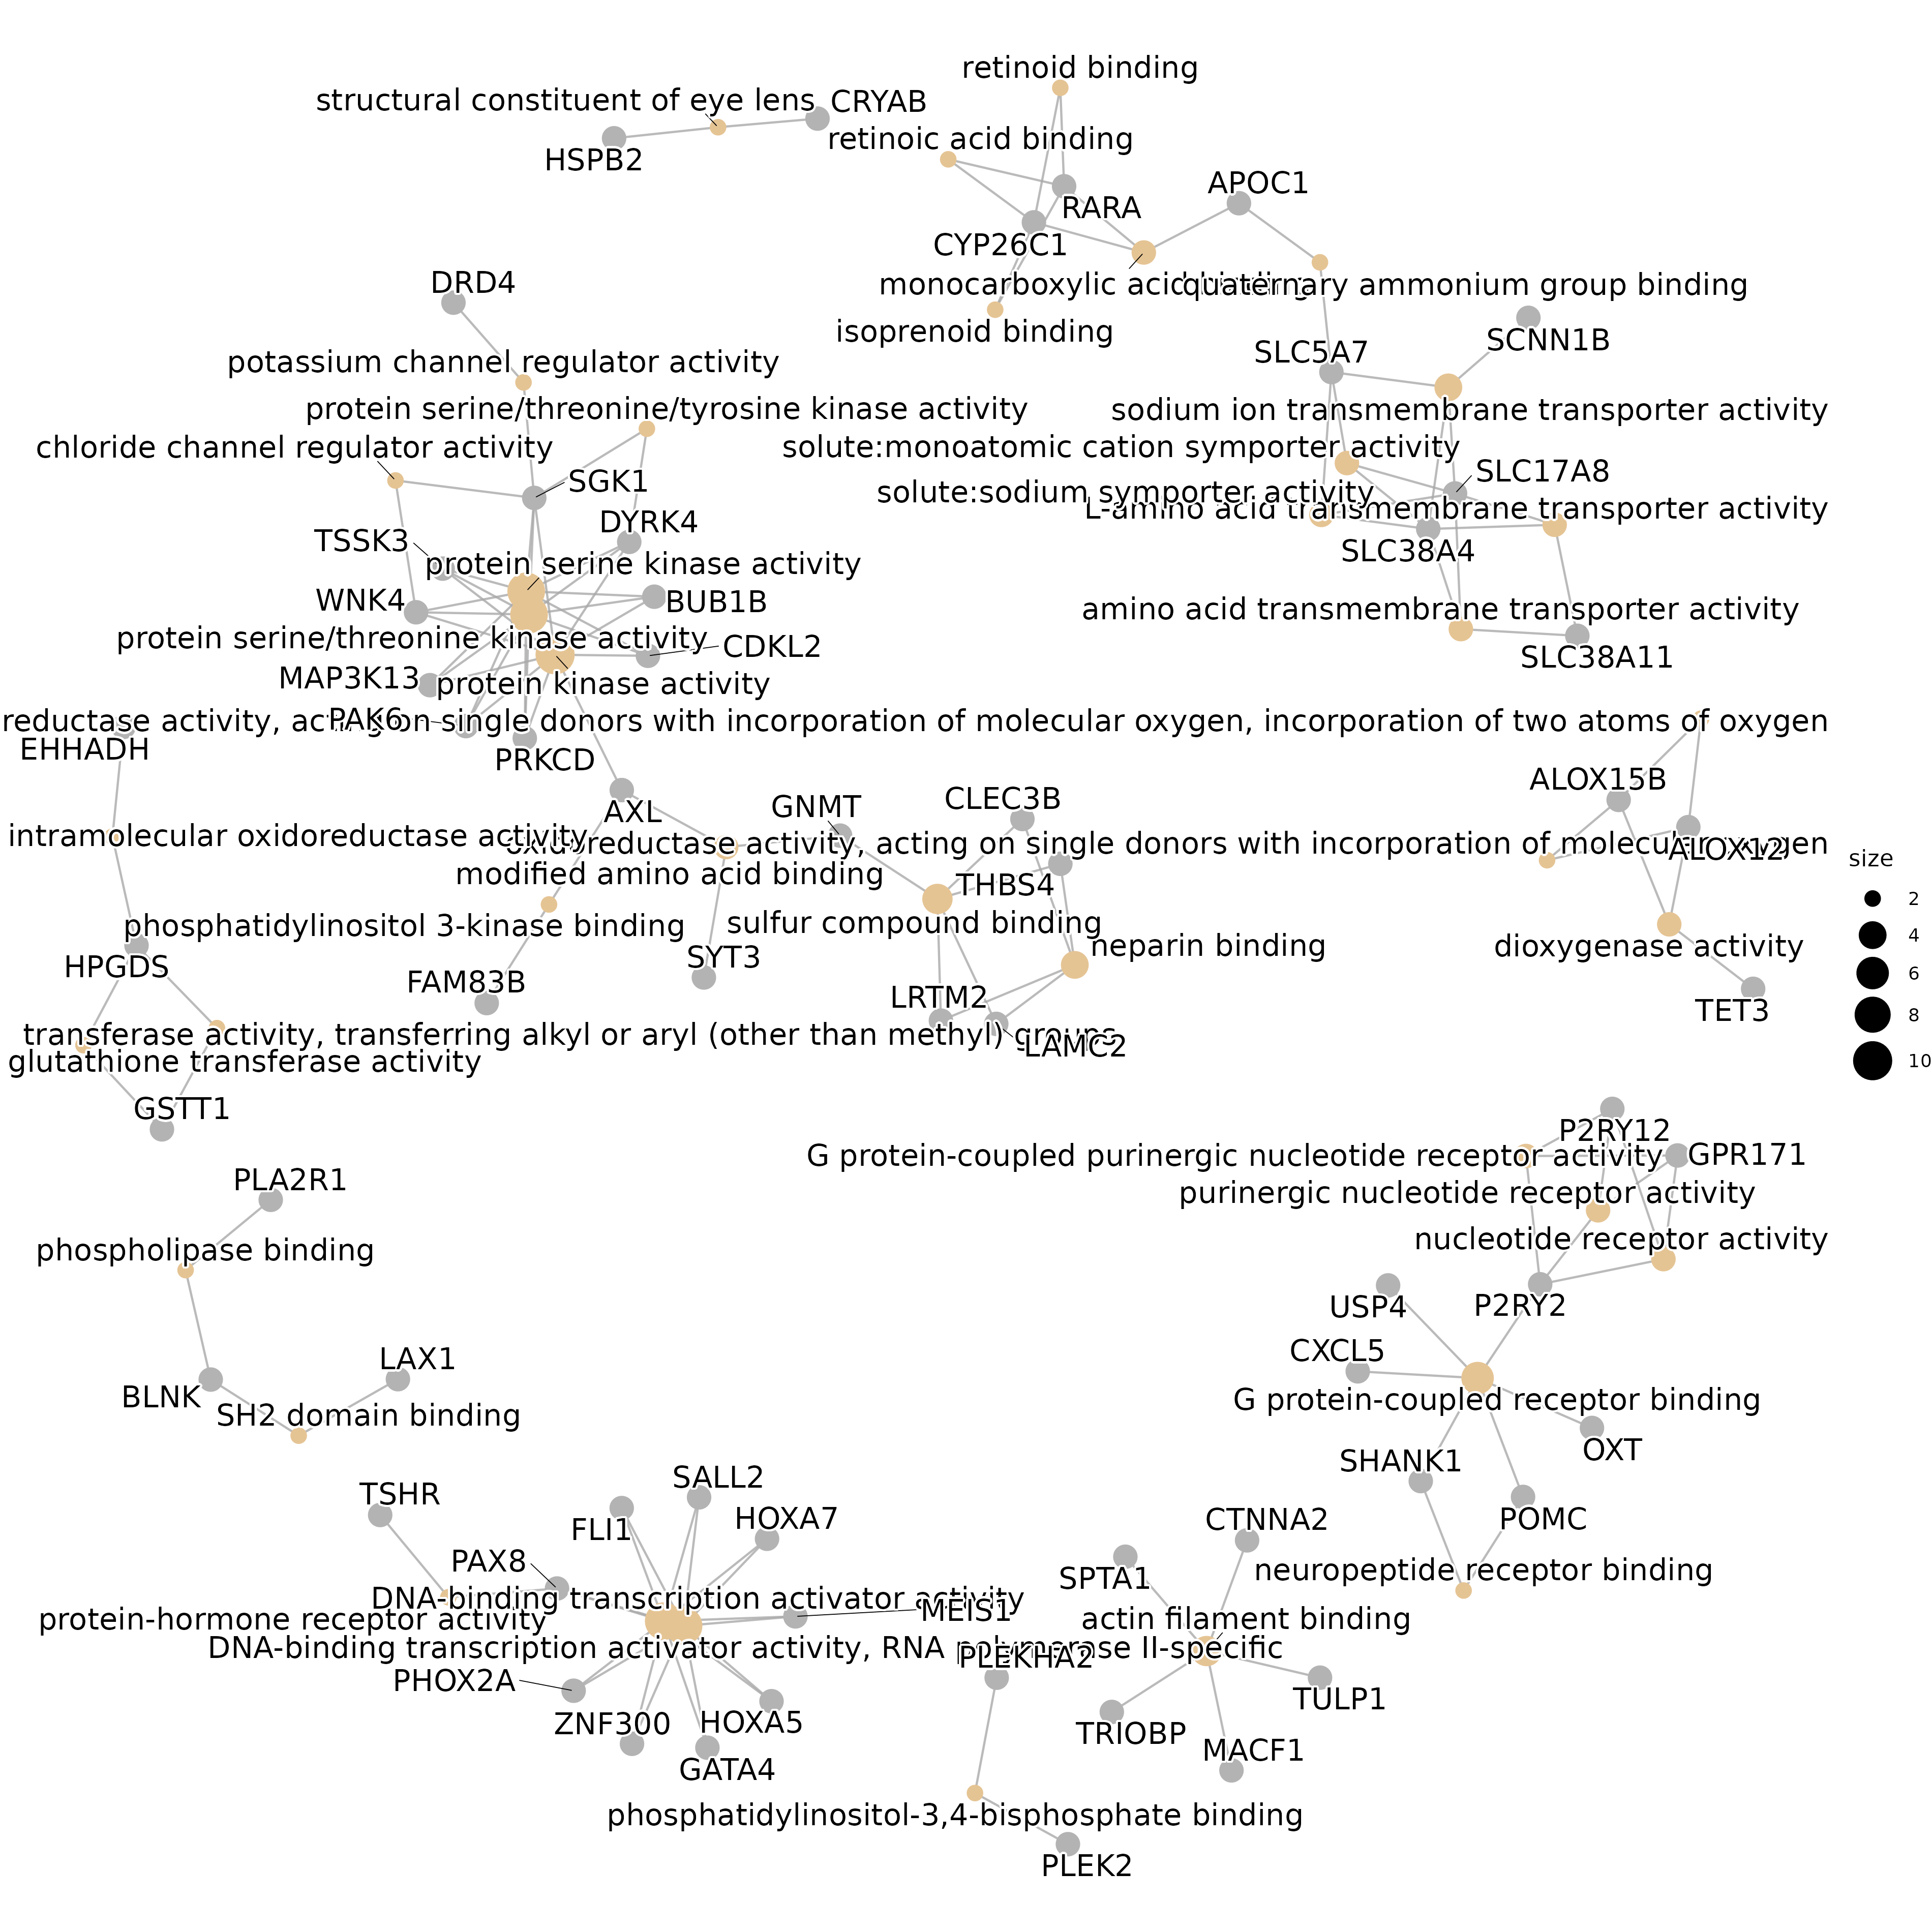 retinoid binding
structural constituent of eye lens
CRYAB
HSPB2
retinoic acid binding
APOC1
RARA
CYP26C1
DRD4
monocarboxylic acid binding
quaternary ammonium group binding
isoprenoid binding
SCNN1B
SLC5A7
potassium channel regulator activity
protein serine/threonine/tyrosine kinase activity
sodium ion transmembrane transporter activity
chloride channel regulator activity
solute:monoatomic cation symporter activity
SGK1
SLC17A8
solute:sodium symporter activity
L-amino acid transmembrane transporter activity
DYRK4
TSSK3
SLC38A4
protein serine kinase activity
WNK4
BUB1B
amino acid transmembrane transporter activity
protein serine/threonine kinase activity
CDKL2
SLC38A11
MAP3K13
protein kinase activity
reductase activity, acting on single donors with incorporation of molecular oxygen, incorporation of two atoms of oxygen
PAK6
EHHADH
PRKCD
ALOX15B
AXL
GNMT
CLEC3B
intramolecular oxidoreductase activity
oxidoreductase activity, acting on single donors with incorporation of molecular oxygen
ALOX12
size
modified amino acid binding
THBS4
2
phosphatidylinositol 3-kinase binding
sulfur compound binding
4
HPGDS
SYT3
heparin binding
dioxygenase activity
6
FAM83B
LRTM2
TET3
8
transferase activity, transferring alkyl or aryl (other than methyl) groups
LAMC2
glutathione transferase activity
10
GSTT1
P2RY12
G protein-coupled purinergic nucleotide receptor activity
GPR171
PLA2R1
purinergic nucleotide receptor activity
phospholipase binding
nucleotide receptor activity
USP4
P2RY2
LAX1
CXCL5
BLNK
SH2 domain binding
G protein-coupled receptor binding
OXT
SHANK1
SALL2
TSHR
FLI1
HOXA7
CTNNA2
POMC
PAX8
SPTA1
neuropeptide receptor binding
DNA-binding transcription activator activity
MEIS1
protein-hormone receptor activity
actin filament binding
DNA-binding transcription activator activity, RNA polymerase II-specific
PLEKHA2
PHOX2A
TULP1
ZNF300
HOXA5
TRIOBP
MACF1
GATA4
phosphatidylinositol-3,4-bisphosphate binding
PLEK2